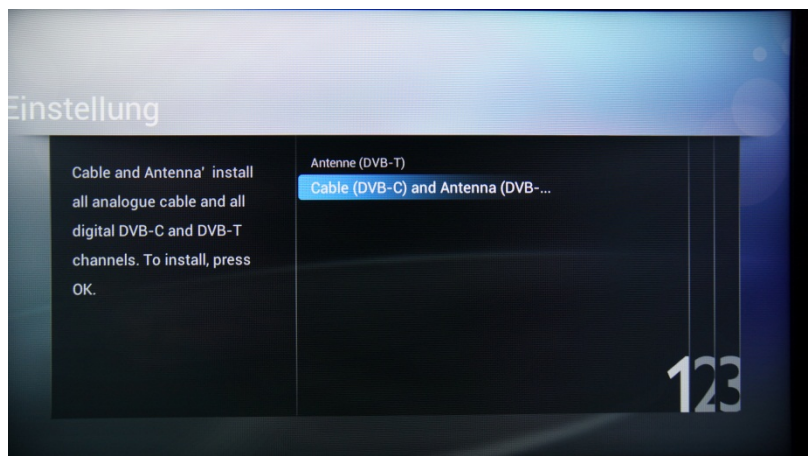 Einstellung
Cable and Antenna' install
all analogue cable and all
digital DVB-C and DVB-T
channels. To install, press
OK.
Antenne (DVB-T)
Cable (DVB-C) and Antenna (DVB-...
123